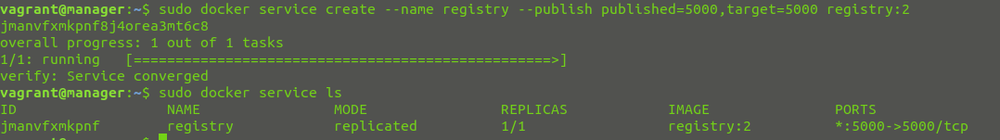 vagrant@manager:~$ sudo docker service create --name registry --publish published=5000,target=5000 registry:2
jmanvfxmkpnf8j4orea3mt6c8
overall progress: 1 out of 1 tasks
1/1: running   [==================================================>]
verify: Service converged
vagrant@manager:~$ sudo docker service ls
ID                  NAME                MODE                REPLICAS            IMAGE               PORTS
jmanvfxmkpnf        registry            replicated          1/1                 registry:2          *:5000->5000/tcp